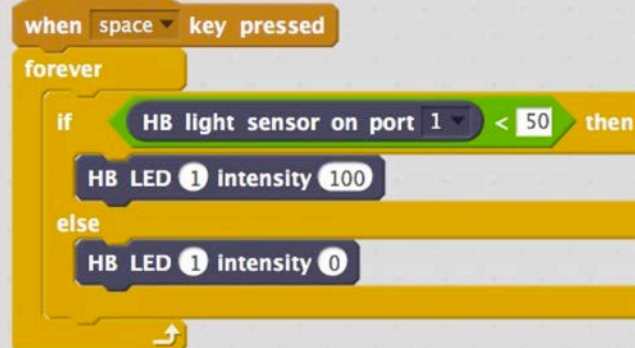 when space key pressed
forever
if HB light sensor on port 1 < 50 then
HB LED 1 intensity 100
else
HB LED 1 intensity 0